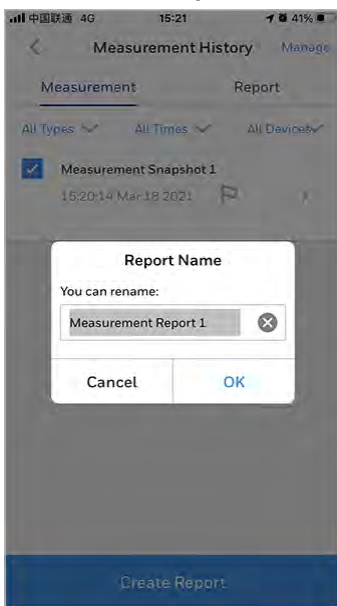 中国联通 4G 15:21 41%
Measurement History Manage
Measurement Report
All Types All Times All Devices
Measurement Snapshot 1
15:20:14 Mar 18 2021
Report Name
You can rename:
Measurement Report 1
Cancel OK
Create Report